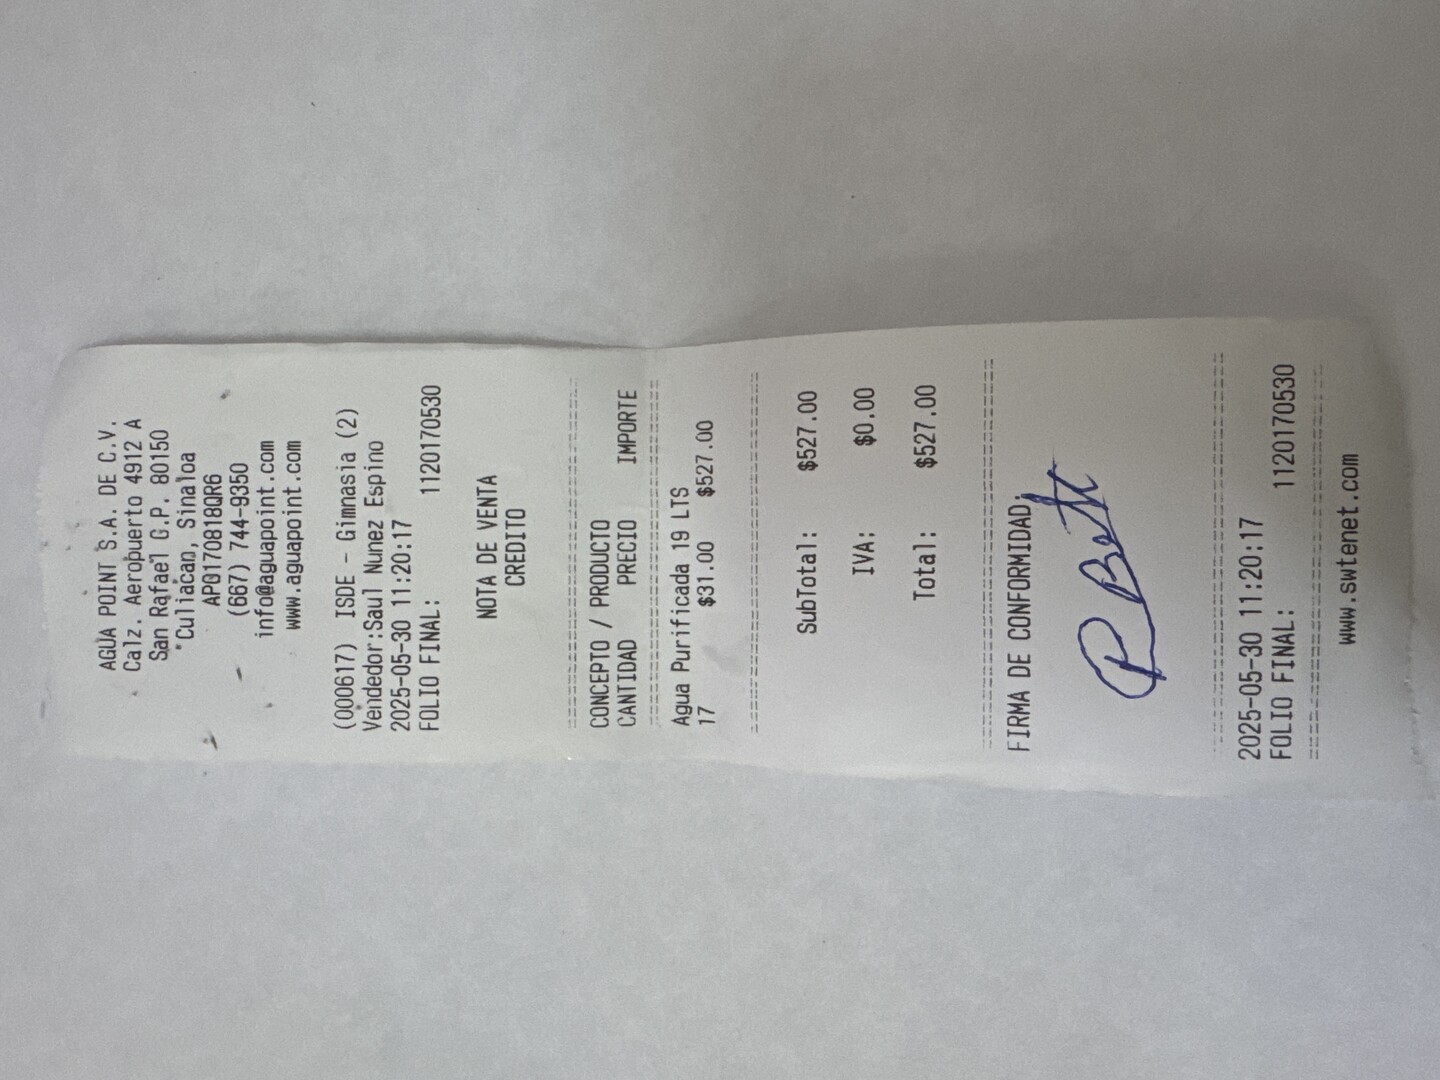 AGUA POINT S.A. DE C.V.
Calz. Aeropuerto 4912 A
San Rafael C.P. 80150
Culiacan, Sinaloa
APO170818QR6
(667) 744-9350
info@aguapoint.com
www.aguapoint.com
(000617) ISDE - Gimnasia (2)
Vendedor:Saul Nunez Espino
2025-05-30 11:20:17
FOLIO FINAL: 1120170530
NOTA DE VENTA
CREDITO
CONCEPTO / PRODUCTO
CANTIDAD PRECIO IMPORTE
Agua Purificada 19 LTS
17 $31.00 $527.00
SubTotal: $527.00
IVA: $0.00
Total: $527.00
FIRMA DE CONFORMIDAD;
P Bett
2025-05-30 11:20:17
FOLIO FINAL: 1120170530
www.swtenet.com